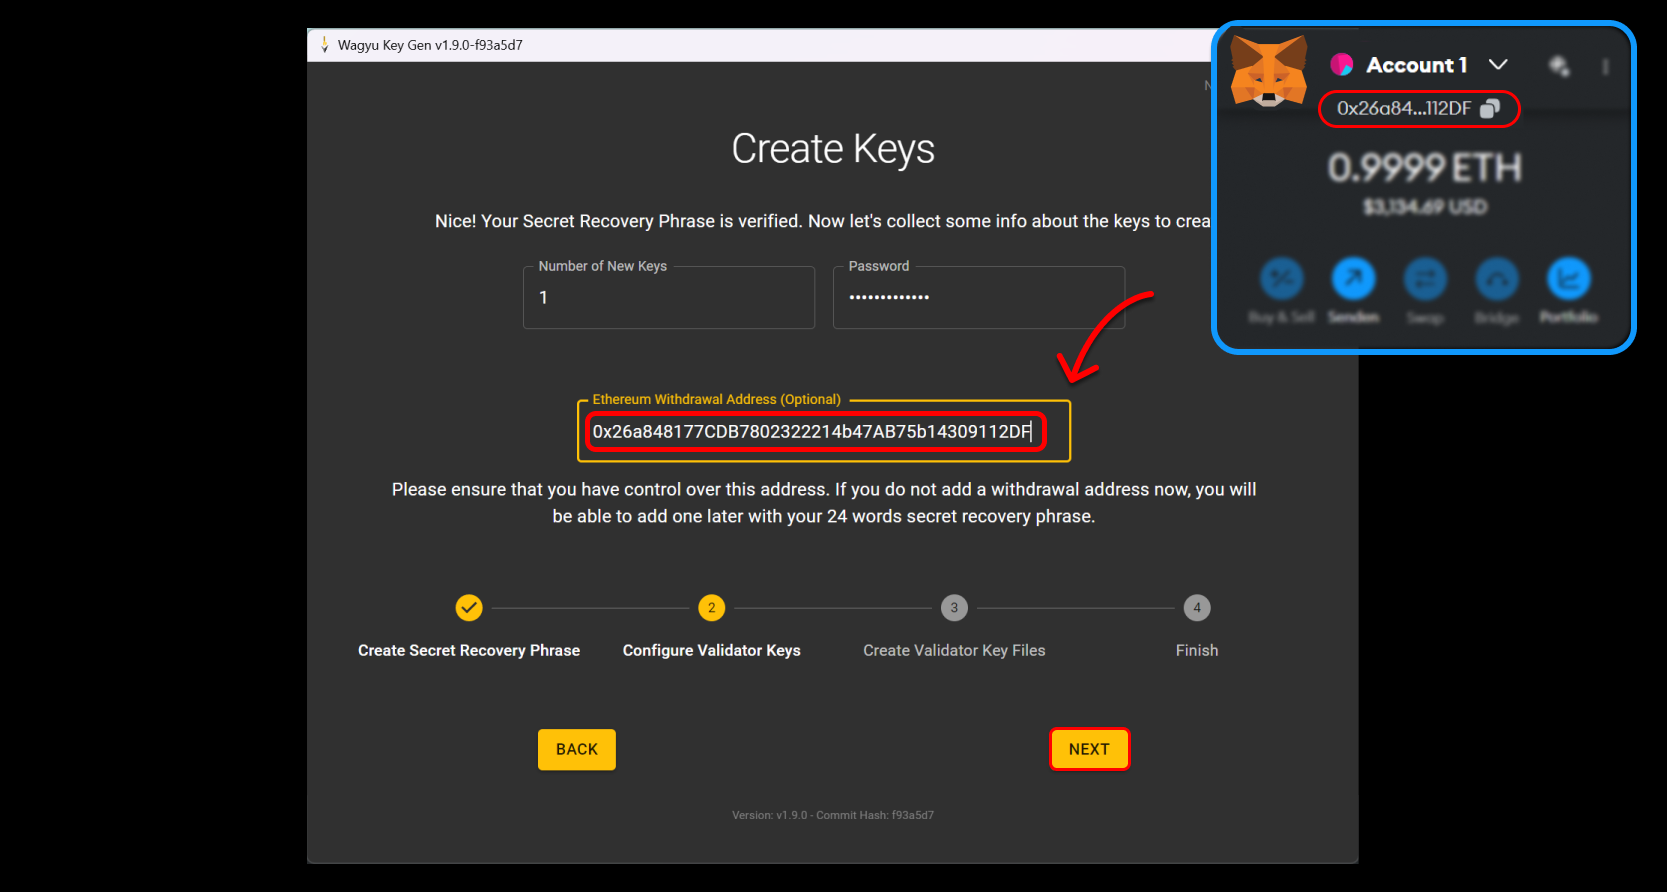 Wagyu Key Gen v1.9.0-f93a5d7
Account 1
0x26a84...112DF
0.9999 ETH
$3,134.69 USD
Buy & Sell
Senden
Swap
Bridge
Portfolio
Create Keys
Nice! Your Secret Recovery Phrase is verified. Now let's collect some info about the keys to crea
Number of New Keys
1
Password
•••••••••••••
Ethereum Withdrawal Address (Optional)
0x26a848177CDB7802322214b47AB75b14309112DF
Please ensure that you have control over this address. If you do not add a withdrawal address now, you will
be able to add one later with your 24 words secret recovery phrase.
2
3
4
Create Secret Recovery Phrase
Configure Validator Keys
Create Validator Key Files
Finish
BACK
NEXT
Version: v1.9.0 - Commit Hash: f93a5d7